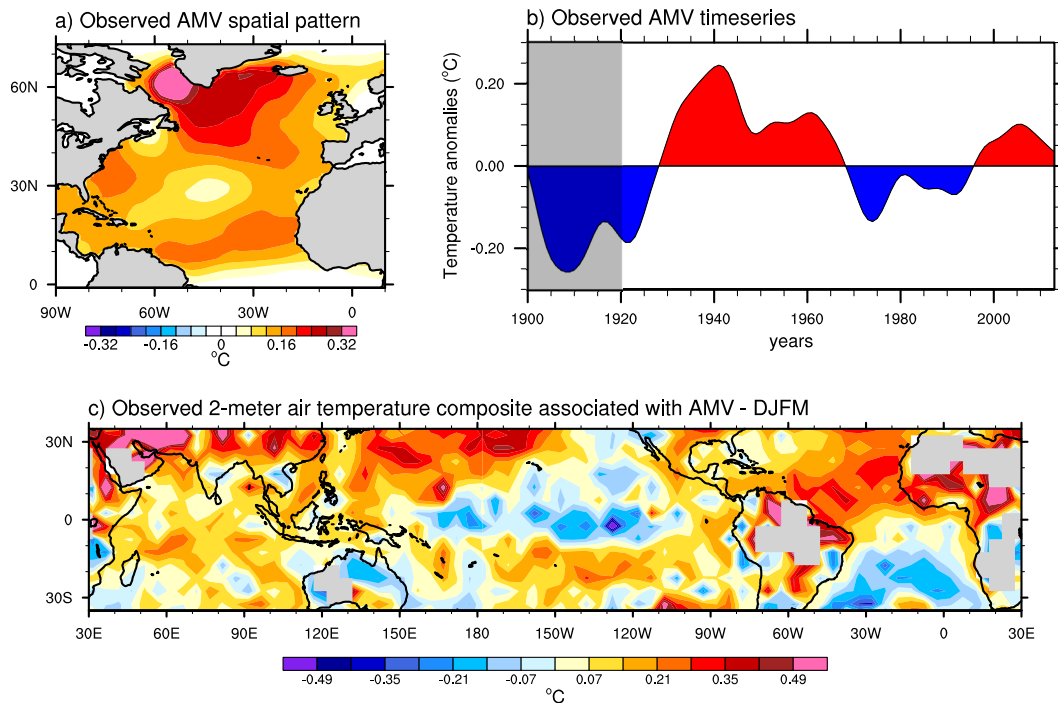 a) Observed AMV spatial pattern
60N
30N
0
90W 60W 30W 0
-0.32 -0.16 0 0.16 0.32
°C
b) Observed AMV timeseries
Temperature anomalies (°C)
0.20
0.00
-0.20
1900 1920 1940 1960 1980 2000
years
c) Observed 2-meter air temperature composite associated with AMV - DJFM
30N
0
30S
30E 60E 90E 120E 150E 180 150W 120W 90W 60W 30W 0 30E
-0.49 -0.35 -0.21 -0.07 0.07 0.21 0.35 0.49
°C